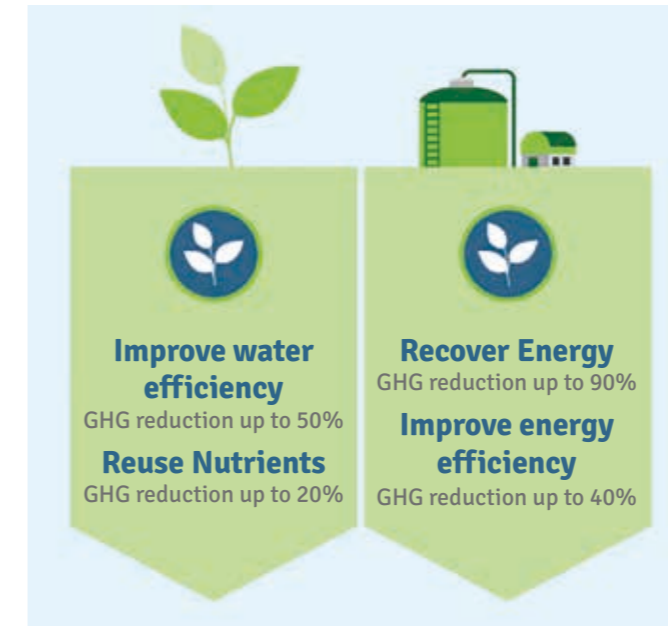 Improve water
efficiency
GHG reduction up to 50%
Reuse Nutrients
GHG reduction up to 20%
Recover Energy
GHG reduction up to 90%
Improve energy
efficiency
GHG reduction up to 40%